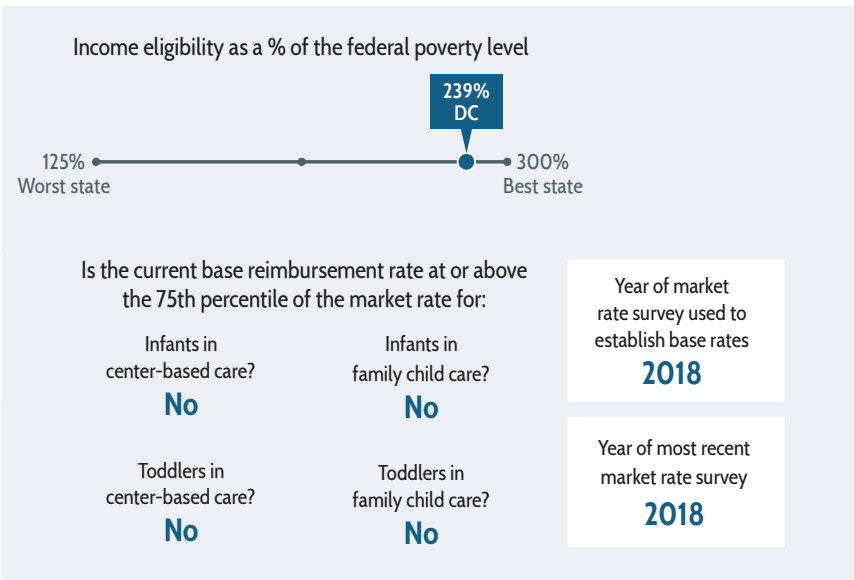 Income eligibility as a % of the federal poverty level
239%
DC
125%
Worst state
300%
Best state
Is the current base reimbursement rate at or above
the 75th percentile of the market rate for:
Infants in
center-based care?
No
Infants in
family child care?
No
Toddlers in
center-based care?
No
Toddlers in
family child care?
No
Year of market
rate survey used to
establish base rates
2018
Year of most recent
market rate survey
2018